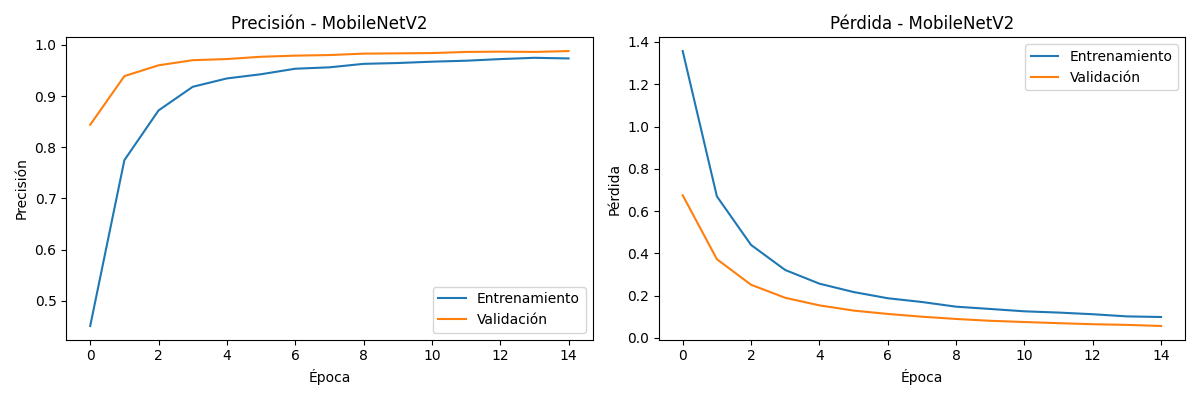 Precisión - MobileNetV2
Precisión
1.0
0.9
0.8
0.7
0.6
0.5
0 2 4 6 8 10 12 14
Época
Entrenamiento
Validación
Pérdida - MobileNetV2
Pérdida
1.4
1.2
1.0
0.8
0.6
0.4
0.2
0.0
0 2 4 6 8 10 12 14
Época
Entrenamiento
Validación